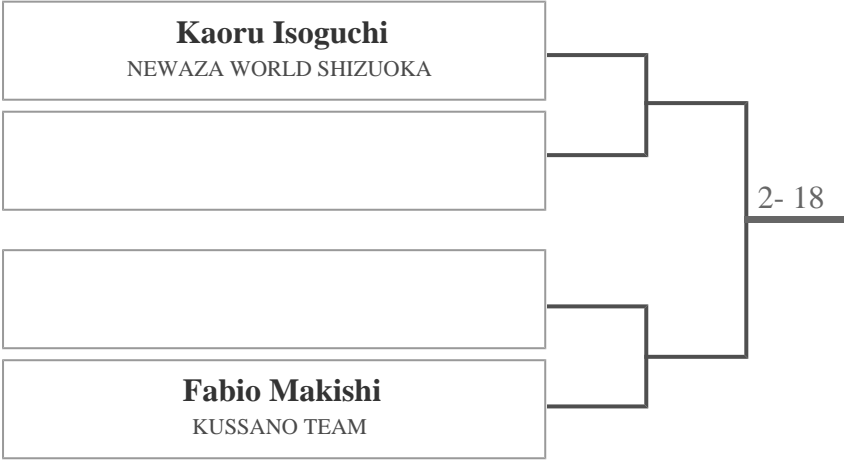 Kaoru Isoguchi
NEWAZA WORLD SHIZUOKA
2- 18
Fabio Makishi
KUSSANO TEAM